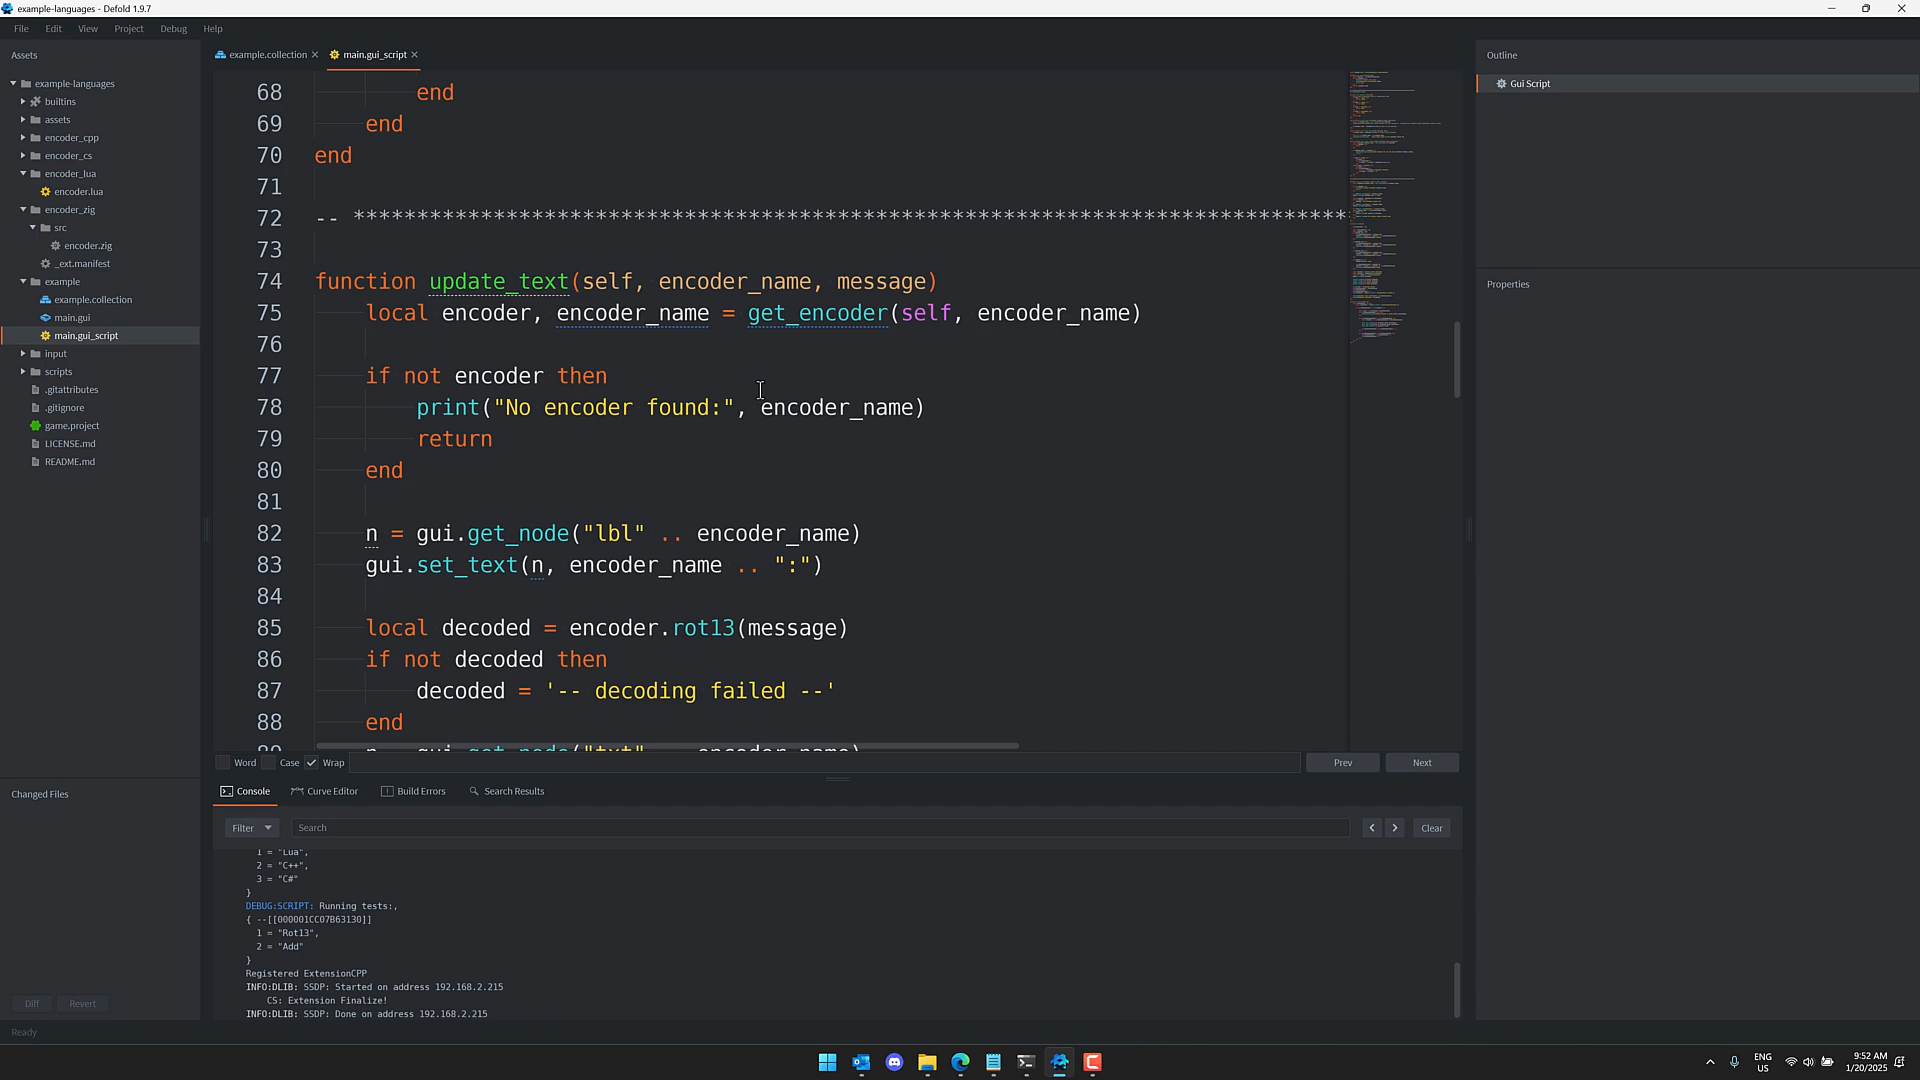 example-languages - Defold 1.9.7
File Edit View Project Debug Help
Assets
example-languages
builtins
assets
encoder_cpp
encoder_cs
encoder_lua
encoder.lua
encoder_zig
src
encoder.zig
_ext.manifest
example
example.collection
main.gui
main.gui_script
input
scripts
.gitattributes
.gitignore
game.project
LICENSE.md
README.md
Changed Files
Diff Revert
Ready
example.collection main.gui_script
68 end
69 end
70 end
71
72 -- ******************************************************************************
73
74 function update_text(self, encoder_name, message)
75 local encoder, encoder_name = get_encoder(self, encoder_name)
76
77 if not encoder then
78 print("No encoder found:", encoder_name)
79 return
80 end
81
82 n = gui.get_node("lbl" .. encoder_name)
83 gui.set_text(n, encoder_name .. ":")
84
85 local decoded = encoder.rot13(message)
86 if not decoded then
87 decoded = '-- decoding failed --'
88 end
89 n = gui.get_node("txt" .. encoder_name)
Word Case Wrap Prev Next
Console Curve Editor Build Errors Search Results
Filter Search Clear
1 = "Lua",
2 = "C++",
3 = "C#"
}
DEBUG:SCRIPT: Running tests:,
{ --[[000001CC07B63130]]
1 = "Rot13",
2 = "Add"
}
Registered ExtensionCPP
INFO:DLIB: SSDP: Started on address 192.168.2.215
CS: Extension Finalize!
INFO:DLIB: SSDP: Done on address 192.168.2.215
Outline
Gui Script
Properties
ENG
US
9:52 AM
1/20/2025